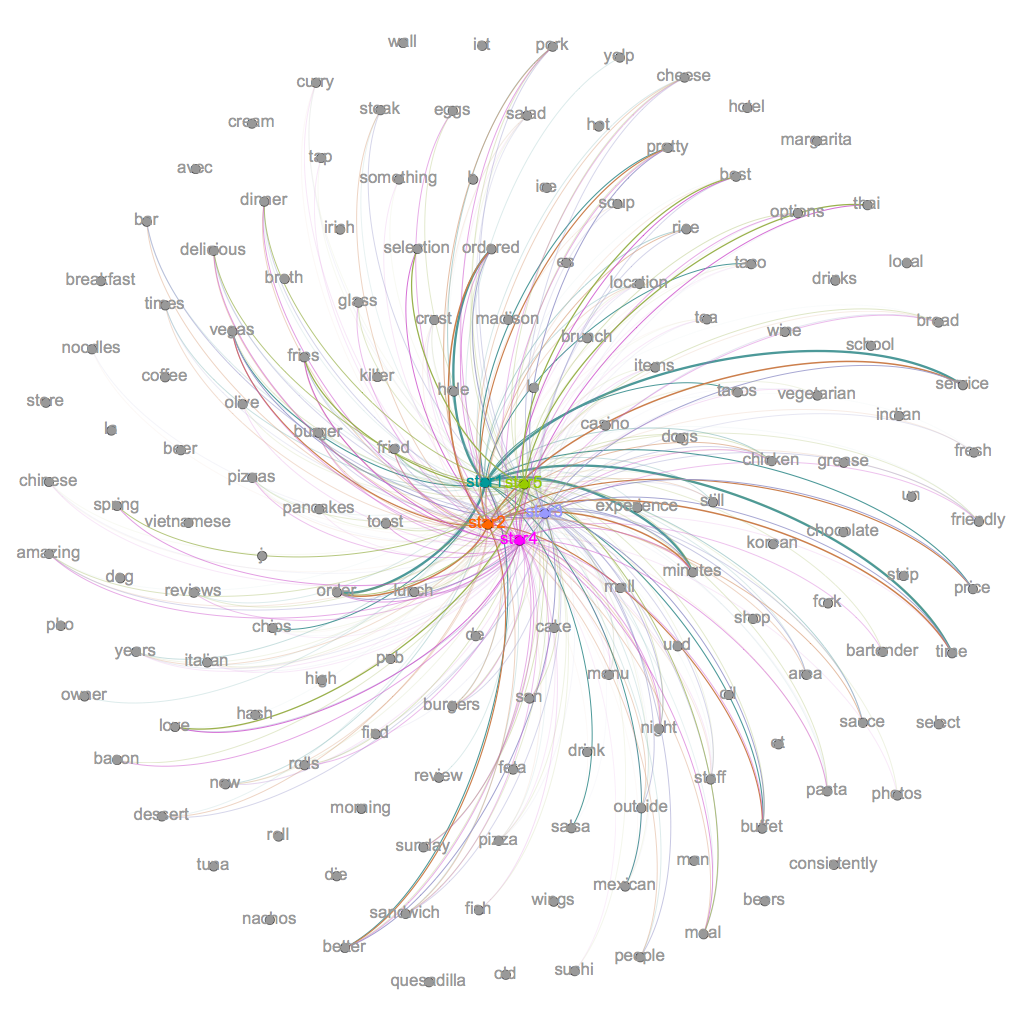 wall
iot
pork
yelp
cheese
curry
steak
eggs
salad
hotel
cream
hot
margarita
tap
pretty
avec
something
b
ice
best
dinner
soup
options
thai
bar
irish
rice
delicious
selection
ordered
es
taco
local
breakfast
broth
location
drinks
times
glass
crust
madison
tea
bread
vegas
brunch
wine
school
noodles
fries
items
coffee
killer
hole
service
tacos
vegetarian
store
olive
casino
indian
la
burger
dogs
beer
fried
fresh
chicken
grease
chinese
pizzas
star5
spring
pancakes
experience
still
vietnamese
toast
star2
friendly
chocolate
star4
korean
amazing
j
minutes
strip
dog
reviews
order
lunch
mall
price
fork
pho
chips
de
cake
shop
years
italian
pub
und
bartender
time
high
menu
area
owner
burgers
san
oil
love
hash
find
night
sauce
select
bacon
rolls
feta
drink
et
new
review
staff
pasta
photos
dessert
morning
outside
roll
salsa
buffet
sunday
pizza
tuna
die
man
consistently
mexican
nachos
sandwich
fish
wings
beers
better
people
meal
quesadilla
old
sushi